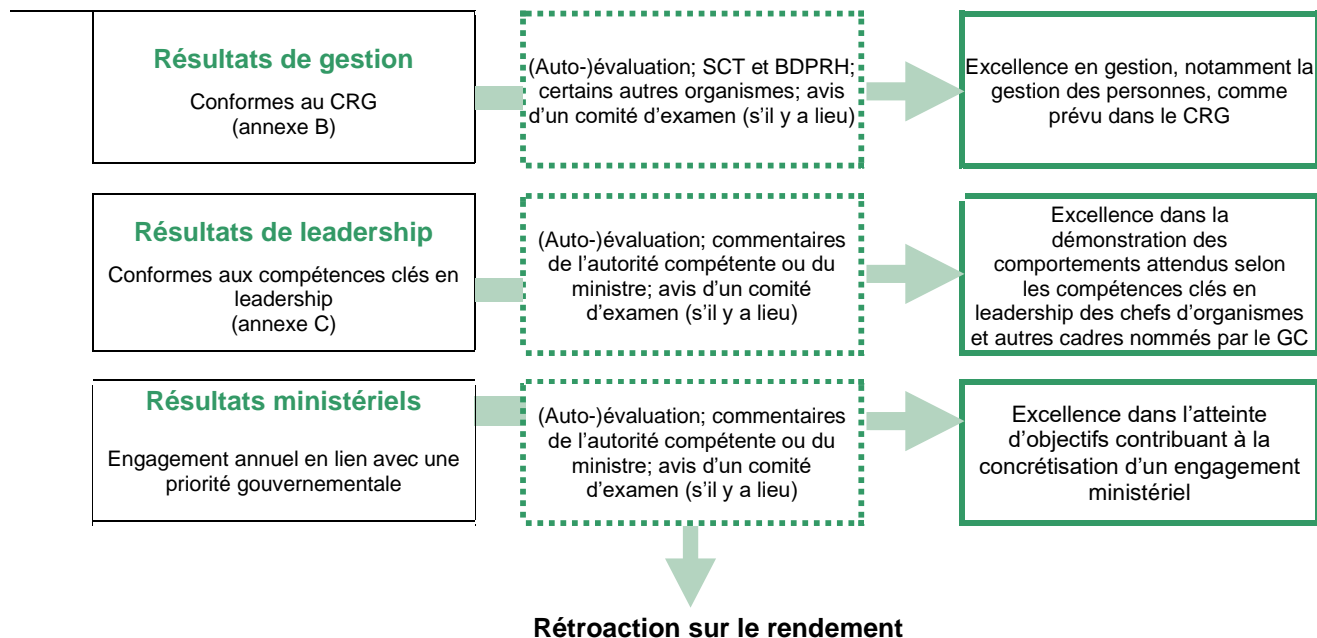 Résultats de gestion
Conformes au CRG
(annexe B)
(Auto-)évaluation; SCT et BDPRH;
certains autres organismes; avis
d'un comité d'examen (s'il y a lieu)
Excellence en gestion, notamment la
gestion des personnes, comme
prévu dans le CRG
Résultats de leadership
Conformes aux compétences clés en
leadership
(annexe C)
(Auto-)évaluation; commentaires
de l'autorité compétente ou du
ministre; avis d'un comité
d'examen (s'il y a lieu)
Excellence dans la
démonstration des
comportements attendus selon
les compétences clés en
leadership des chefs d'organismes
et autres cadres nommés par le GC
Résultats ministériels
Engagement annuel en lien avec une
priorité gouvernementale
(Auto-)évaluation; commentaires
de l'autorité compétente ou du
ministre; avis d'un comité
d'examen (s'il y a lieu)
Excellence dans l'atteinte
d'objectifs contribuant à la
concrétisation d'un engagement
ministériel
Rétroaction sur le rendement